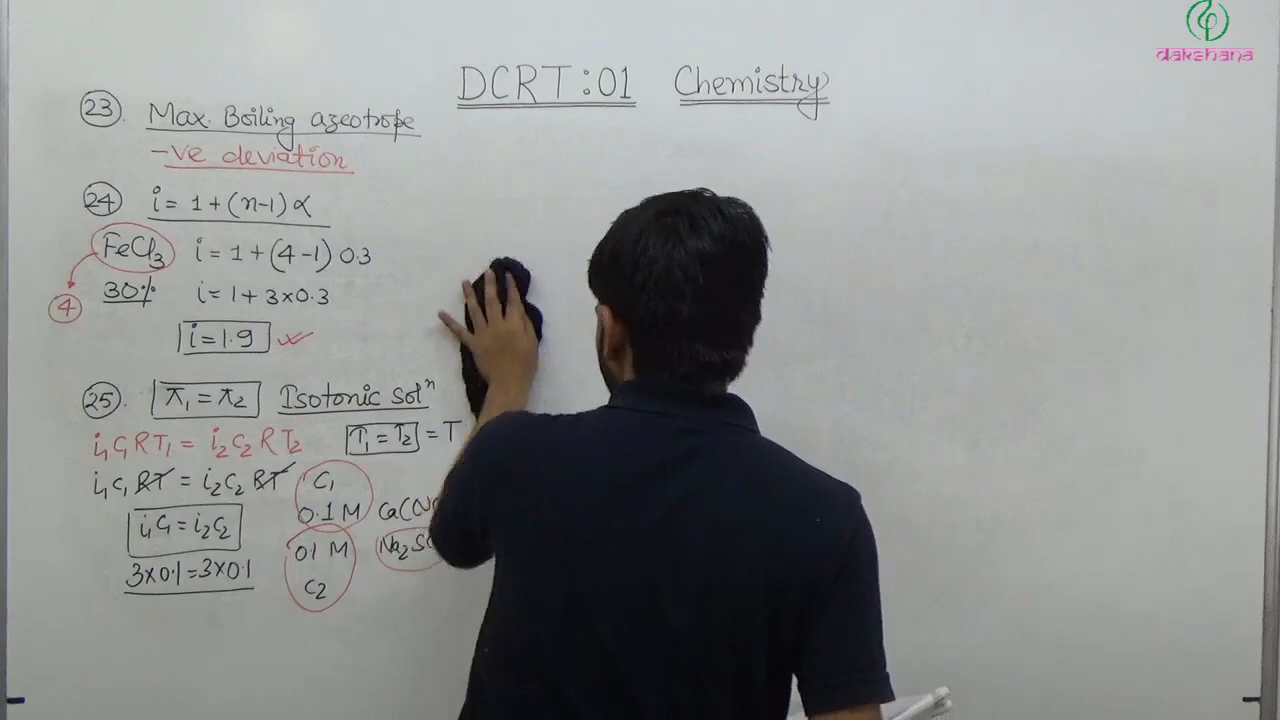 dakshana
DCRT:01 Chemistry
23. Max. Boiling azeotrope
-ve deviation
24 i = 1 + (n-1) α
FeCl3 i = 1 + (4-1) 0.3
30% i = 1 + 3×0.3
4
i = 1.9
25. π1 = π2 Isotonic solⁿ
i1C1RT1 = i2C2RT2 T1 = T2 = T
i1C1RT = i2C2RT C1
0.1 M
i1C1 = i2C2
0.1 M
3×0.1 = 3×0.1
C2